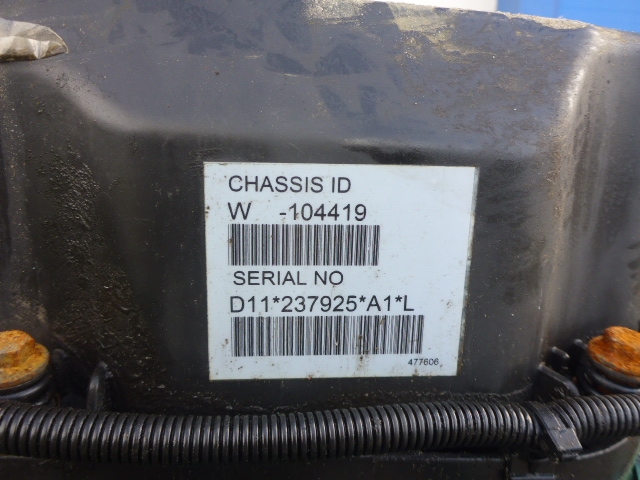 CHASSIS ID
W -104419
SERIAL NO
D11*237925*A1*L
477606